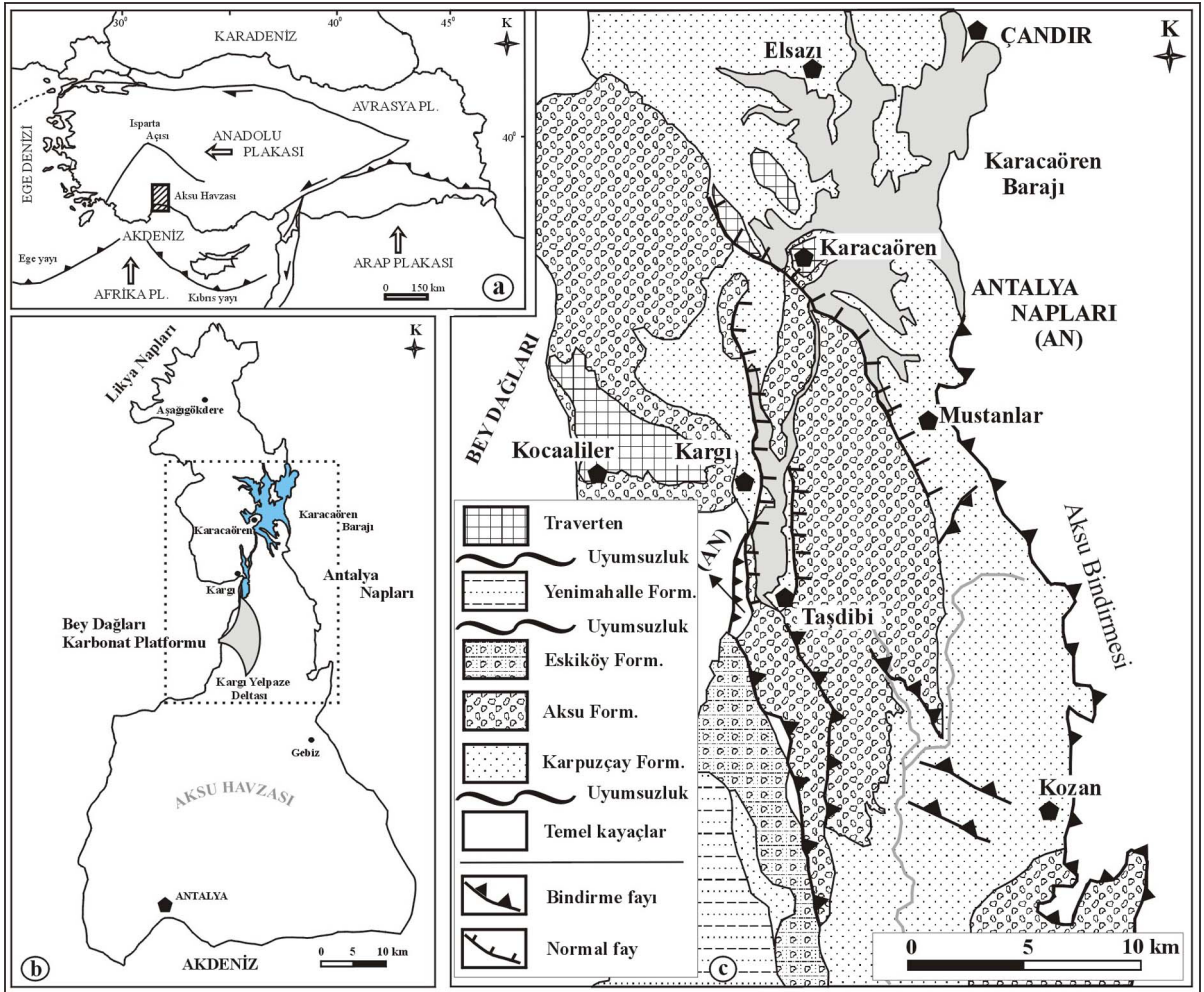 30°
40°
45°
K
KARADENİZ
AVRASYA PL.
40°
EGE DENİZİ
Isparta
Açısı
ANADOLU
PLAKASI
Aksu Havzası
AKDENİZ
Ege yayı
AFRİKA PL.
Kıbrıs yayı
ARAP PLAKASI
0 150 km
a
K
Likya Napları
Aşağıgökdere
Karacaören
Karacaören
Barajı
Kargı
Antalya
Napları
Bey Dağları
Karbonat Platformu
Kargı Yelpaze
Deltası
Gebiz
AKSU HAVZASI
ANTALYA
AKDENİZ
0 5 10 km
b
K
ÇANDIR
Elsazı
Karacaören
Barajı
Karacaören
ANTALYA
NAPLARI
(AN)
BEY DAĞLARI
Mustanlar
Kocaaliler
Kargı
(AN)
Taşdibi
Aksu Bindirmesi
Kozan
Traverten
Uyumsuzluk
Yenimahalle Form.
Uyumsuzluk
Eskiköy Form.
Aksu Form.
Karpuzçay Form.
Uyumsuzluk
Temel kayaçlar
Bindirme fayı
Normal fay
c
0 5 10 km